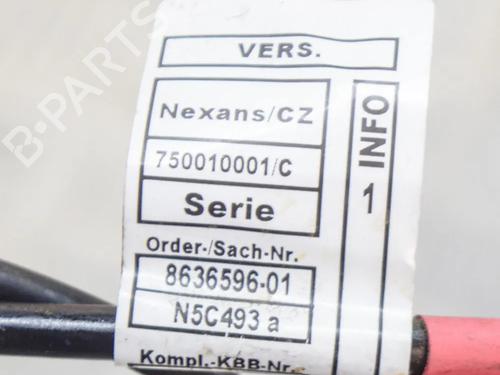 VERS.
Nexans/CZ
750010001/C
Serie
Order-/Sach-Nr.
8636596-01
N5C493 a
Kompl.-KBB-Nr.
INFO
1
B-PARTS